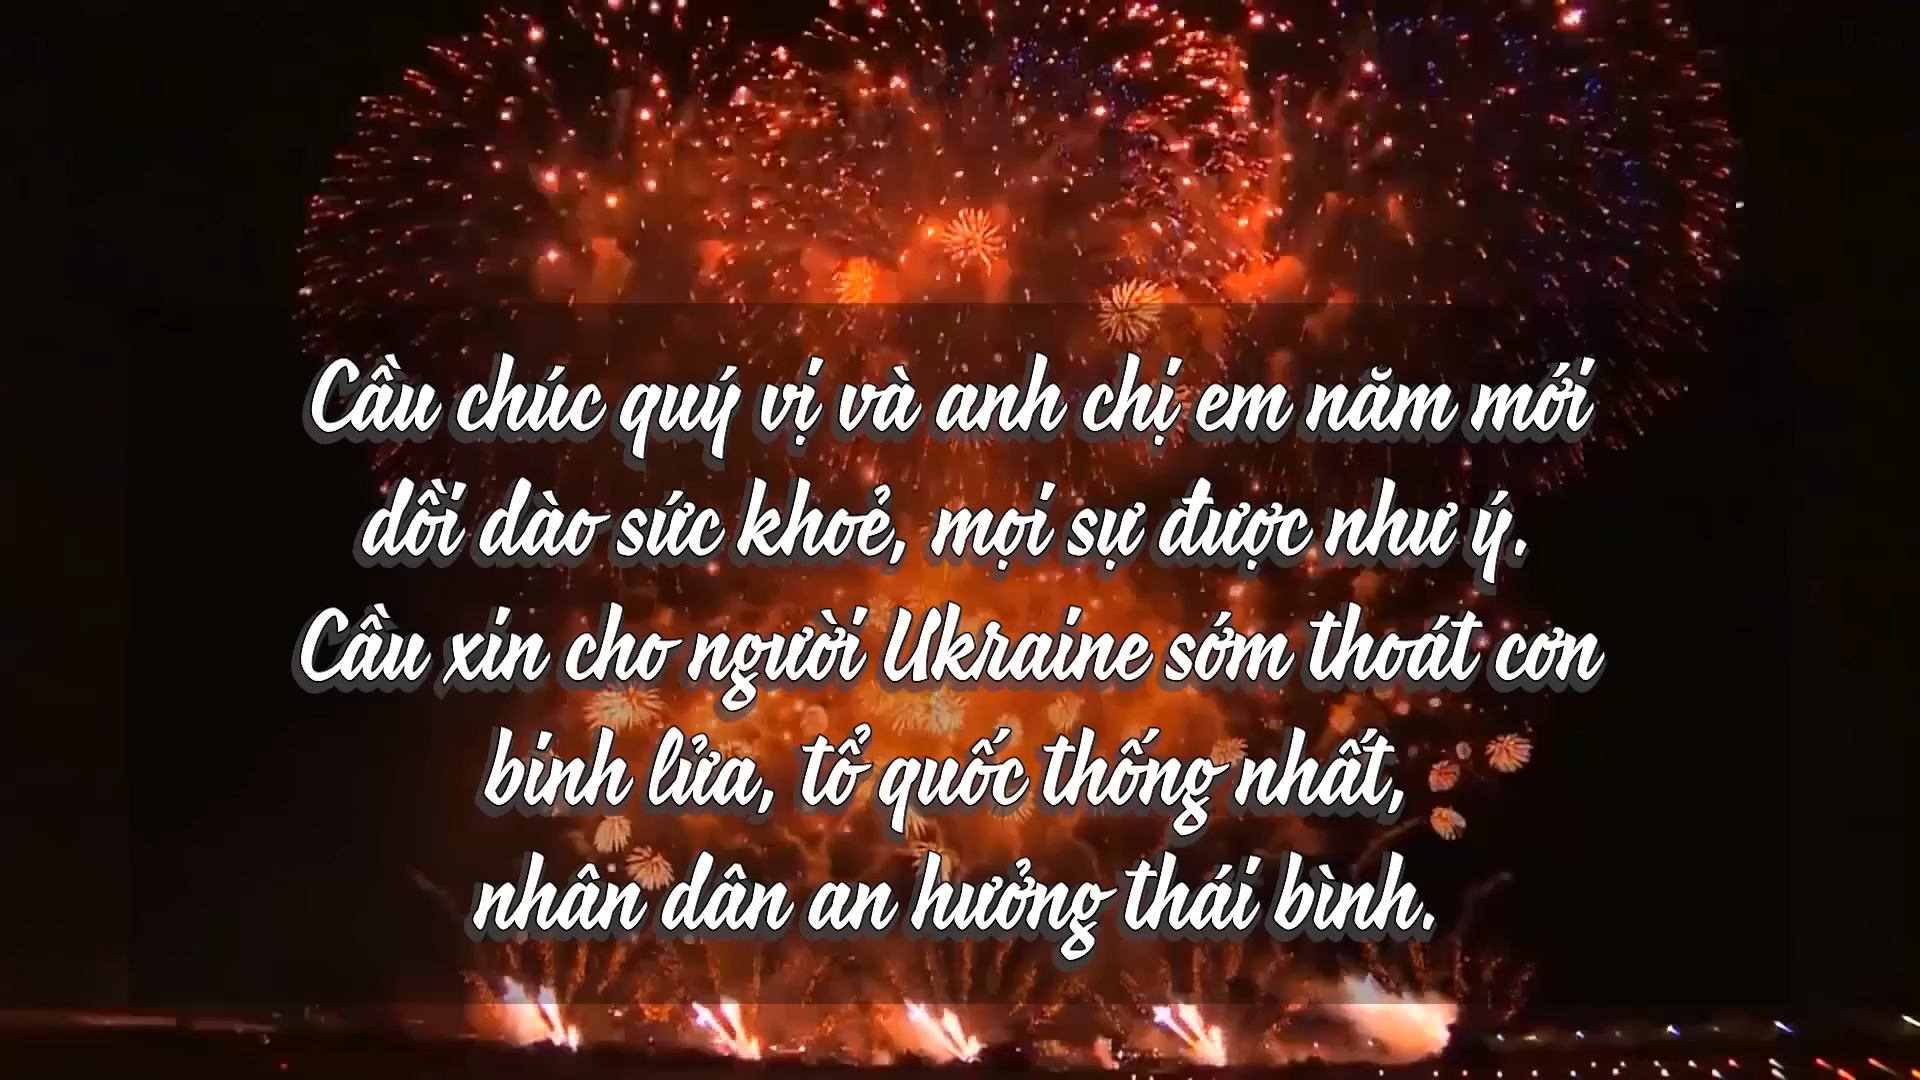 Cầu chúc quý vị và anh chị em năm mới
dồi dào sức khoẻ, mọi sự được như ý.
Cầu xin cho người Ukraine sớm thoát cơn
binh lửa, tổ quốc thống nhất,
nhân dân an hưởng thái bình.